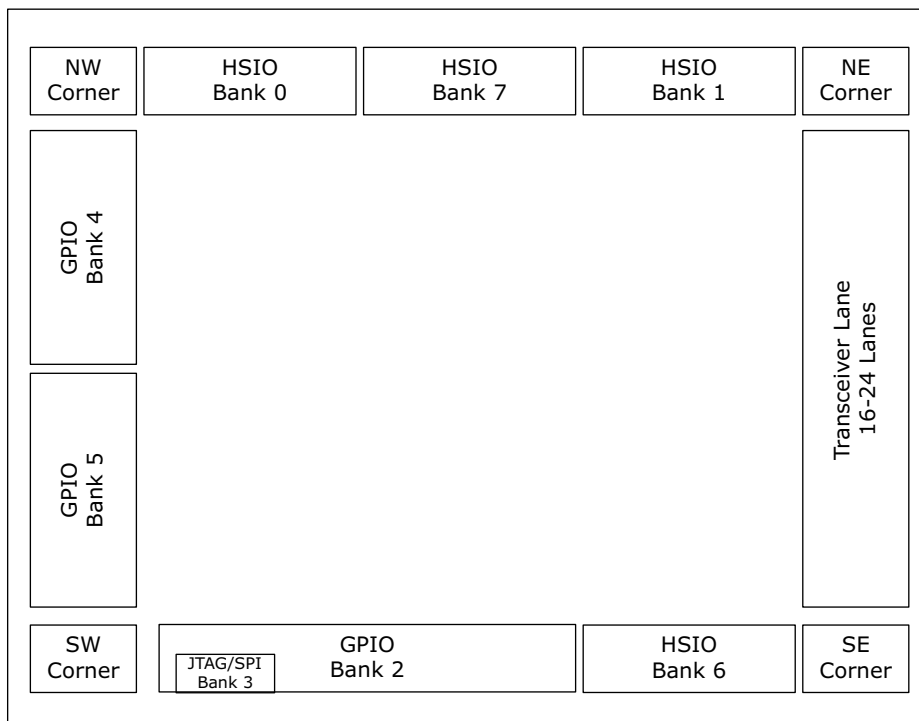 NW
Corner
HSIO
Bank 0
HSIO
Bank 7
HSIO
Bank 1
NE
Corner
GPIO
Bank 4
GPIO
Bank 5
Transceiver Lane
16-24 Lanes
SW
Corner
JTAG/SPI
Bank 3
GPIO
Bank 2
HSIO
Bank 6
SE
Corner